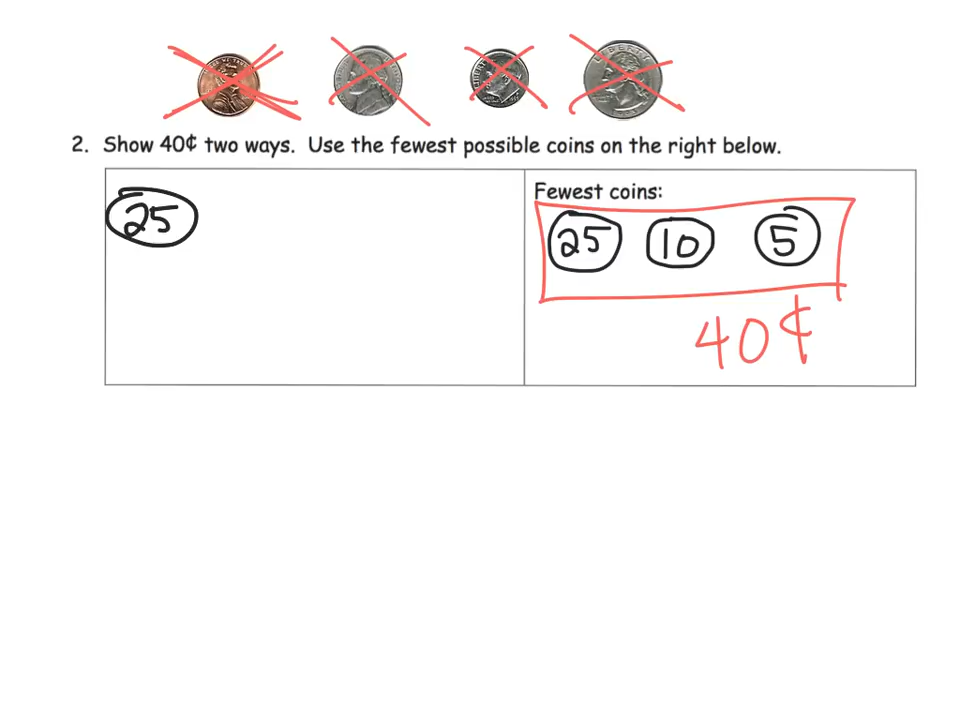 2. Show 40¢ two ways. Use the fewest possible coins on the right below.
25
Fewest coins:
25 10 5
40¢